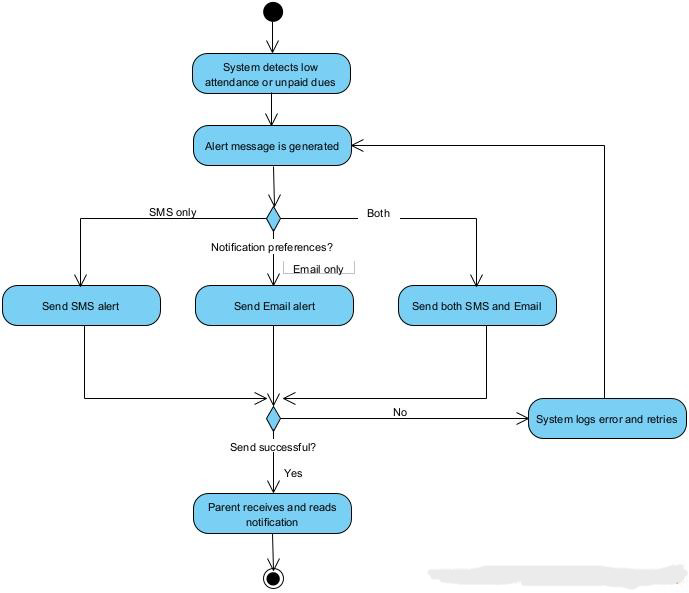 System detects low
attendance or unpaid dues
Alert message is generated
SMS only
Both
Notification preferences?
Email only
Send SMS alert
Send Email alert
Send both SMS and Email
No
System logs error and retries
Send successful?
Yes
Parent receives and reads
notification